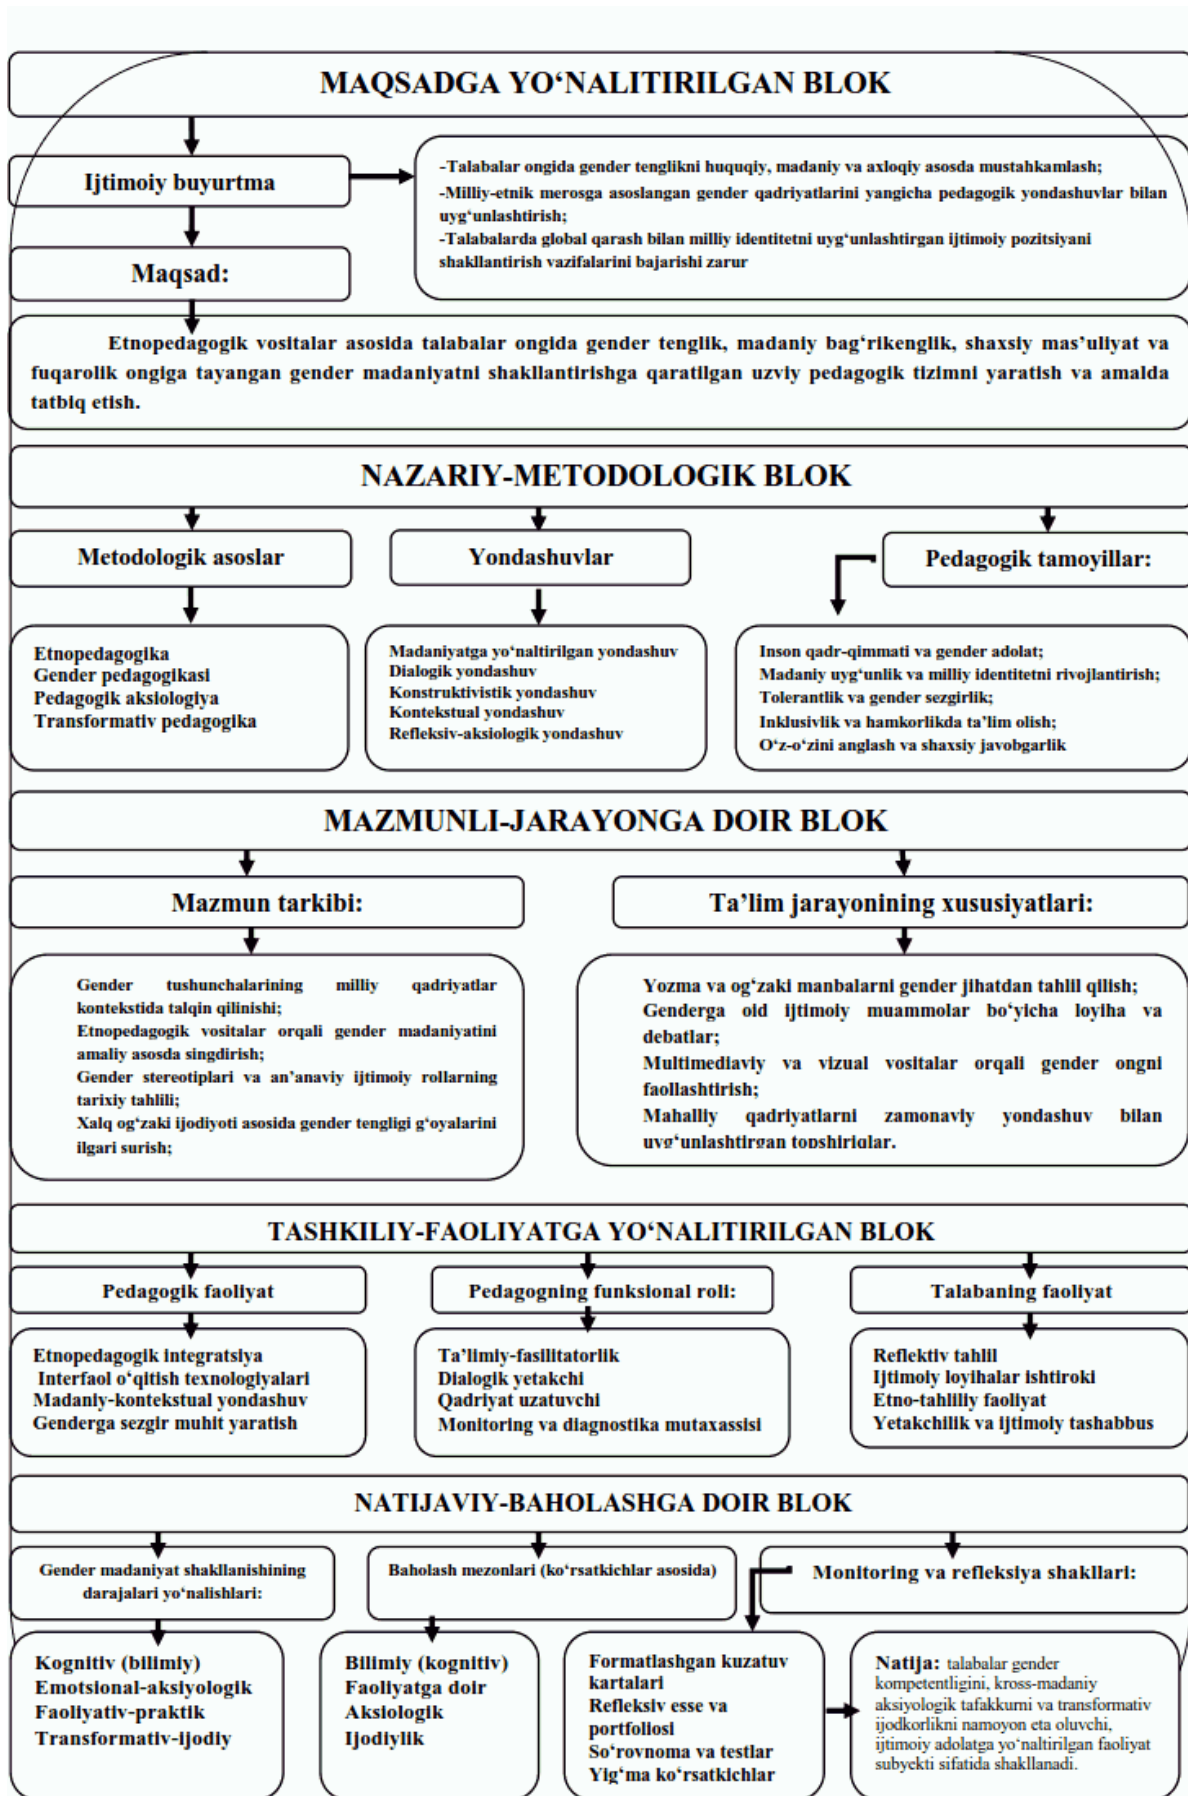 MAQSADGA YO‘NALITIRILGAN BLOK
Ijtimoiy buyurtma
-Talabalar ongida gender tenglikni huquqiy, madaniy va axloqiy asosda mustahkamlash;
-Milliy-etnik merosga asoslangan gender qadriyatlarini yangicha pedagogik yondashuvlar bilan
uyg‘unlashtirish;
-Talabalarda global qarash bilan milliy identitetni uyg‘unlashtirgan ijtimoiy pozitsiyani
shakllantirish vazifalarini bajarishi zarur
Maqsad:
Etnopedagogik vositalar asosida talabalar ongida gender tenglik, madaniy bag‘rikenglik, shaxsiy mas’uliyat va
fuqarolik ongiga tayangan gender madaniyatni shakllantirishga qaratilgan uzviy pedagogik tizimni yaratish va amalda
tatbiq etish.
NAZARIY-METODOLOGIK BLOK
Metodologik asoslar
Etnopedagogika
Gender pedagogikasi
Pedagogik aksiologiya
Transformativ pedagogika
Yondashuvlar
Madaniyatga yo‘naltirilgan yondashuv
Dialogik yondashuv
Konstruktivistik yondashuv
Kontekstual yondashuv
Refleksiv-aksiologik yondashuv
Pedagogik tamoyillar:
Inson qadr-qimmati va gender adolat;
Madaniy uyg‘unlik va milliy identitetni rivojlantirish;
Tolerantlik va gender sezgirlik;
Inklusivlik va hamkorlikda ta’lim olish;
O‘z-o‘zini anglash va shaxsiy javobgarlik
MAZMUNLI-JARAYONGA DOIR BLOK
Mazmun tarkibi:
Gender tushunchalarining milliy qadriyatlar
kontekstida talqin qilinishi;
Etnopedagogik vositalar orqali gender madaniyatini
amaliy asosda singdirish;
Gender stereotiplari va an’anaviy ijtimoiy rollarning
tarixiy tahlili;
Xalq og‘zaki ijodiyoti asosida gender tengligi g‘oyalarini
ilgari surish;
Ta’lim jarayonining xususiyatlari:
Yozma va og‘zaki manbalarni gender jihatdan tahlil qilish;
Genderga oid ijtimoiy muammolar bo‘yicha loyiha va
debatlar;
Multimediaviy va vizual vositalar orqali gender ongni
faollashtirish;
Mahalliy qadriyatlarni zamonaviy yondashuv bilan
uyg‘unlashtirgan topshiriqlar.
TASHKILIY-FAOLIYATGA YO‘NALITIRILGAN BLOK
Pedagogik faoliyat
Etnopedagogik integratsiya
Interfaol o‘qitish texnologiyalari
Madaniy-kontekstual yondashuv
Genderga sezgir muhit yaratish
Pedagogning funksional roli:
Ta’limiy-fasilitatorlik
Dialogik yetakchi
Qadriyat uzatuvchi
Monitoring va diagnostika mutaxassisi
Talabaning faoliyat
Reflektiv tahlil
Ijtimoiy loyihalar ishtiroki
Etno-tahliliy faoliyat
Yetakchilik va ijtimoiy tashabbus
NATIJAVIY-BAHOLASHGA DOIR BLOK
Gender madaniyat shakllanishining
darajalari yo‘nalishlari:
Kognitiv (bilimiy)
Emotsional-aksiyologik
Faoliyativ-praktik
Transformativ-ijodiy
Baholash mezonlari (ko‘rsatkichlar asosida)
Bilimiy (kognitiv)
Faoliyatga doir
Aksiologik
Ijodiylik
Monitoring va refleksiya shakllari:
Formatlashgan kuzatuv
kartalari
Refleksiv esse va
portfoliosi
So‘rovnoma va testlar
Yig‘ma ko‘rsatkichlar
Natija: talabalar gender
kompetentligini, kross-madaniy
aksiyologik tafakkurni va transformativ
ijodkorlikni namoyon eta oluvchi,
ijtimoiy adolatga yo‘naltirilgan faoliyat
subyekti sifatida shakllanadi.